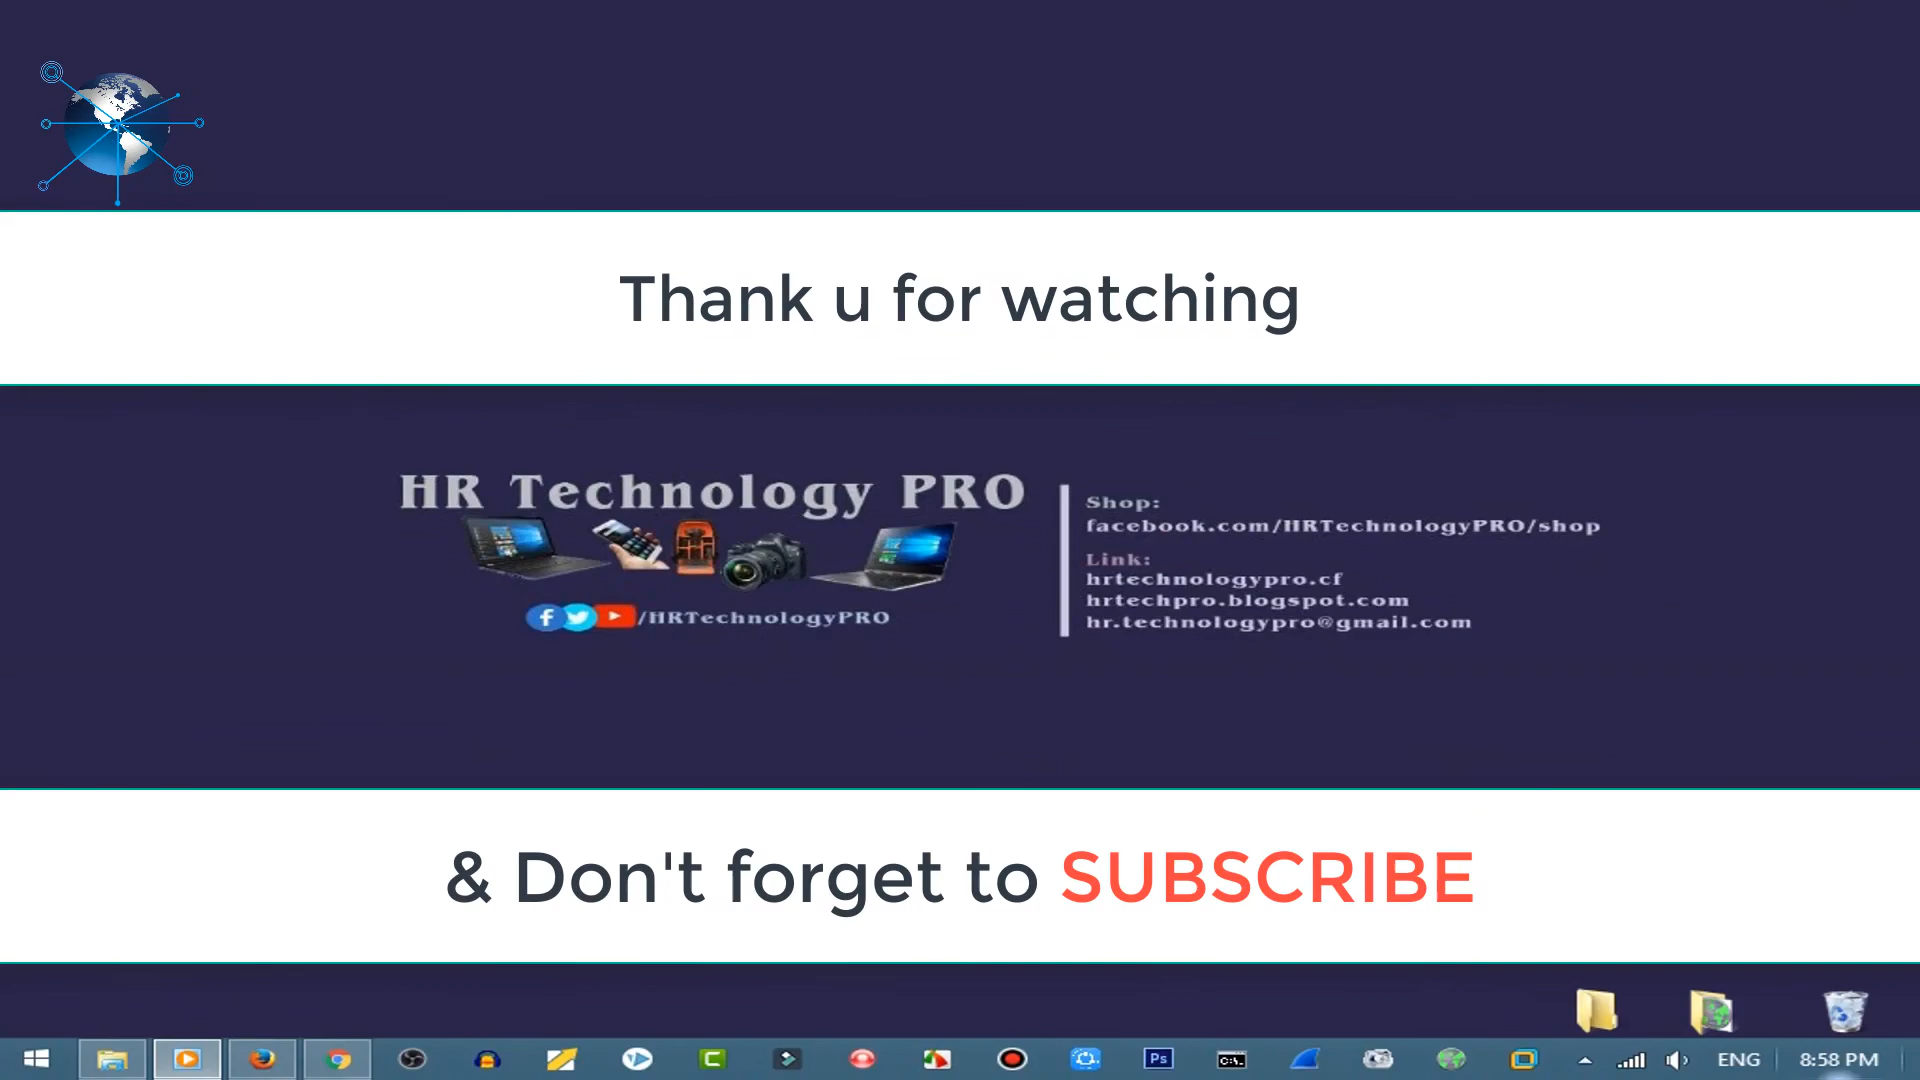 Thank u for watching
HR Technology PRO
/HRTechnologyPRO
Shop:
facebook.com/HRTechnologyPRO/shop
Link:
hrtechnologypro.cf
hrtechpro.blogspot.com
hr.technologypro@gmail.com
& Don't forget to SUBSCRIBE
Ps
C:\.
ENG
8:58 PM